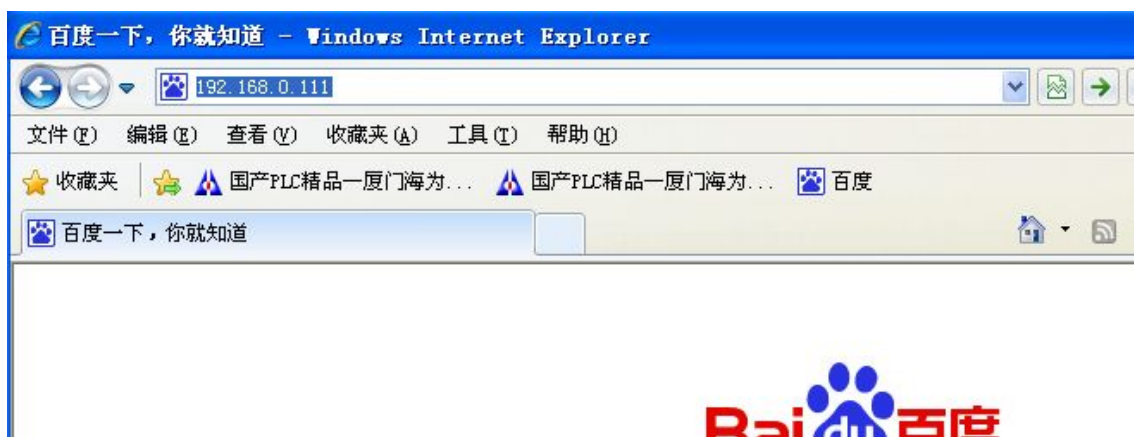 百度一下，你就知道 - Windows Internet Explorer
192.168.0.111
文件(F) 编辑(E) 查看(V) 收藏夹(A) 工具(T) 帮助(H)
收藏夹 国产PLC精品—厦门海为... 国产PLC精品—厦门海为... 百度
百度一下，你就知道
Bai du 百度